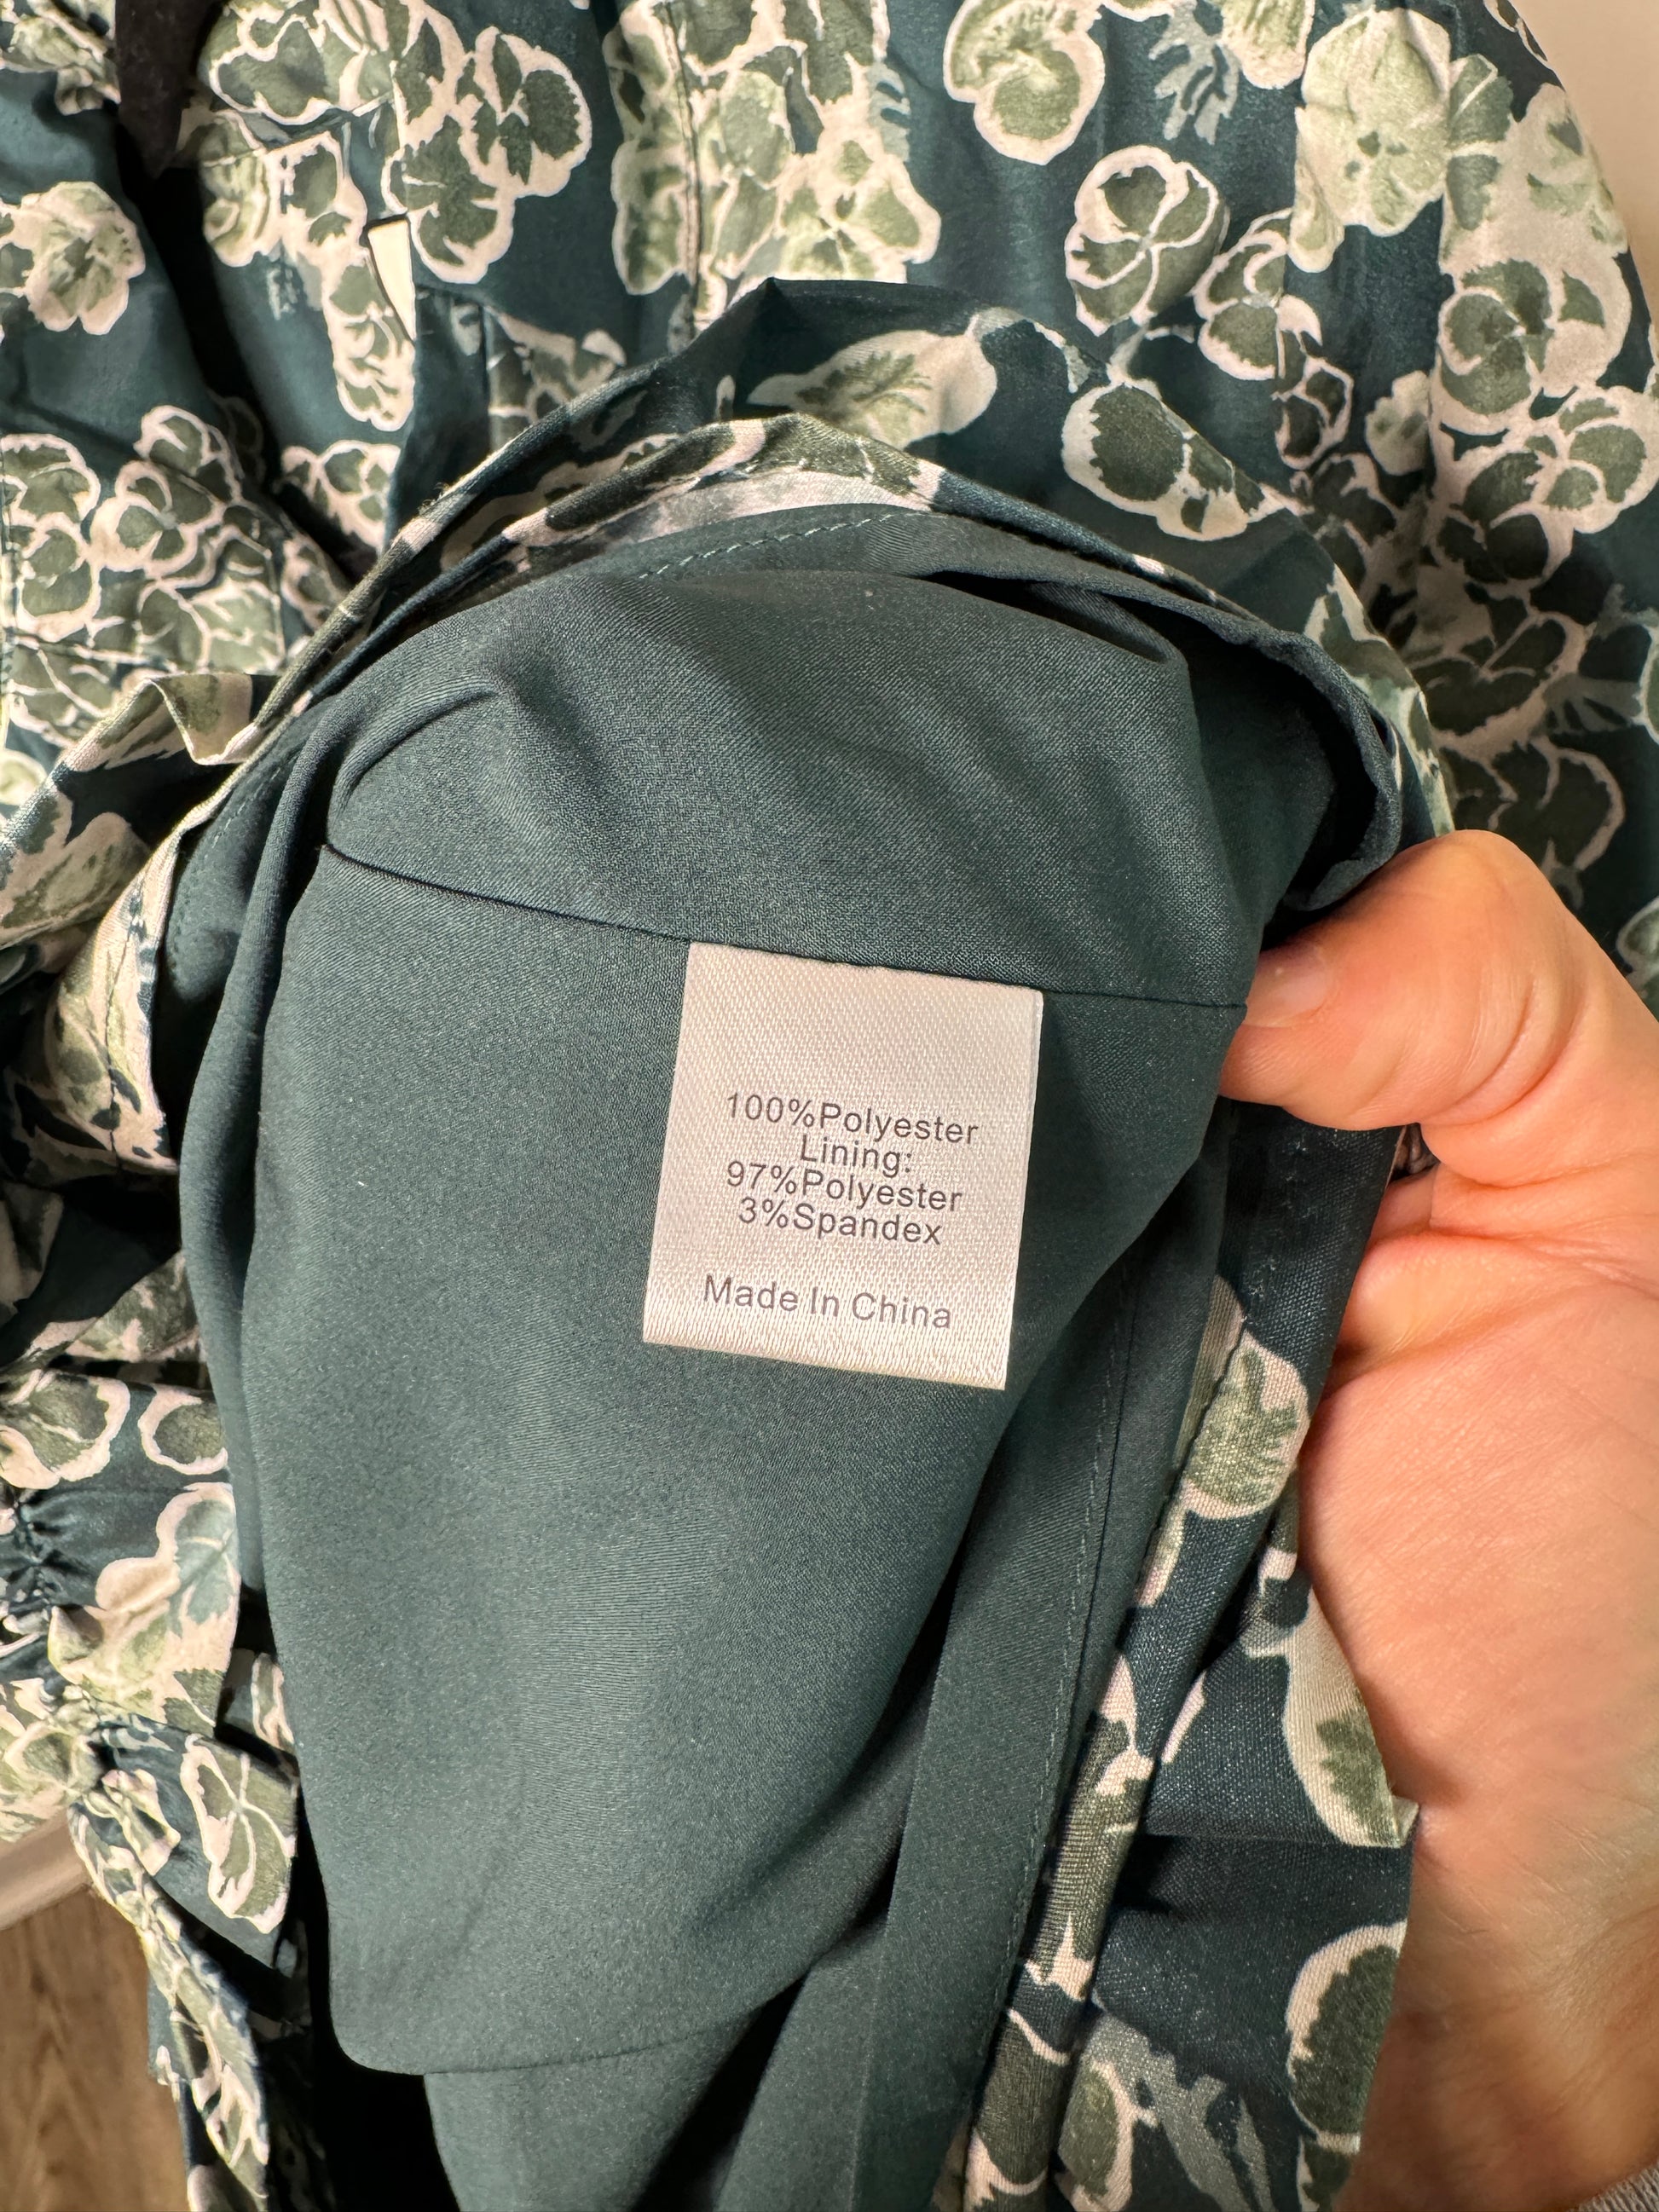 100%Polyester
Lining:
97%Polyester
3%Spandex
Made In China